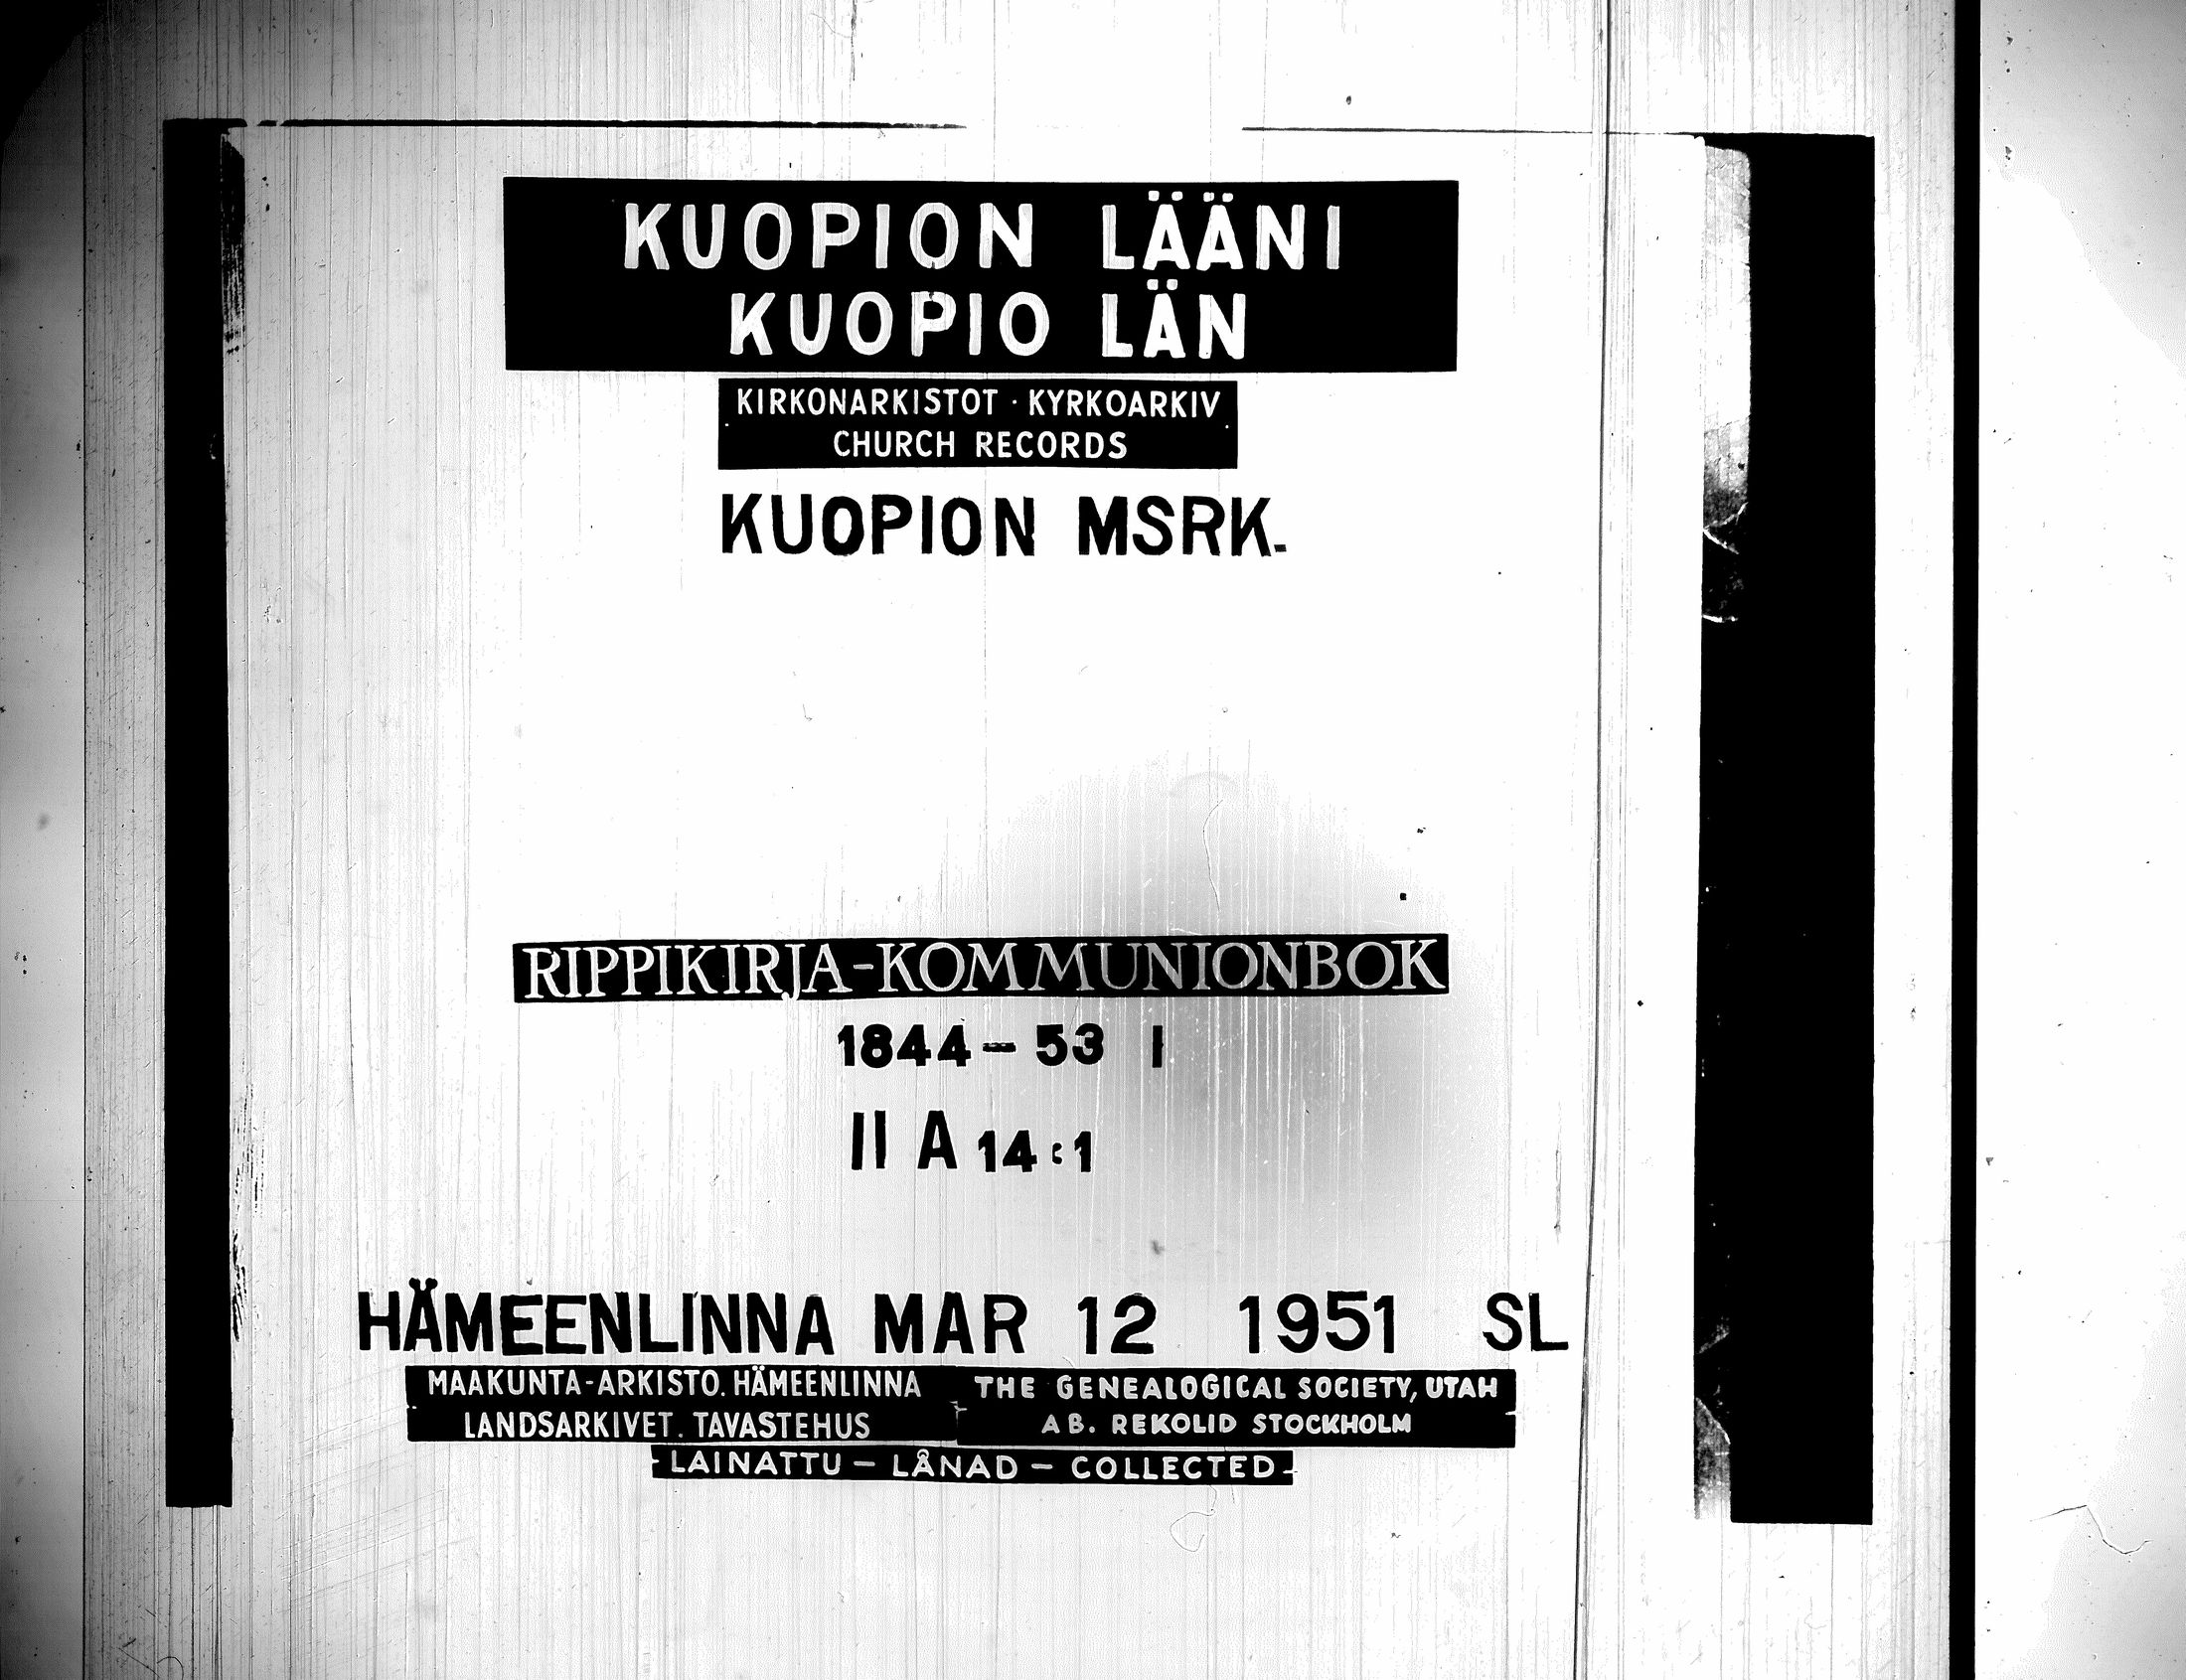 KUOPION LÄÄNI
KUOPIO LÄN
KIRKONARKISTOT · KYRKOARKIV
CHURCH RECORDS
KUOPION MSRK.
RIPPIKIRJA-KOMMUNIONBOK
1844-53 I
II A 14:1
HÄMEENLINNA MAR 12 1951 SL
MAAKUNTA-ARKISTO. HÄMEENLINNA
LANDSARKIVET. TAVASTEHUS
THE GENEALOGICAL SOCIETY, UTAH
AB. REKOLID STOCKHOLM
LAINATTU - LÅNAD - COLLECTED